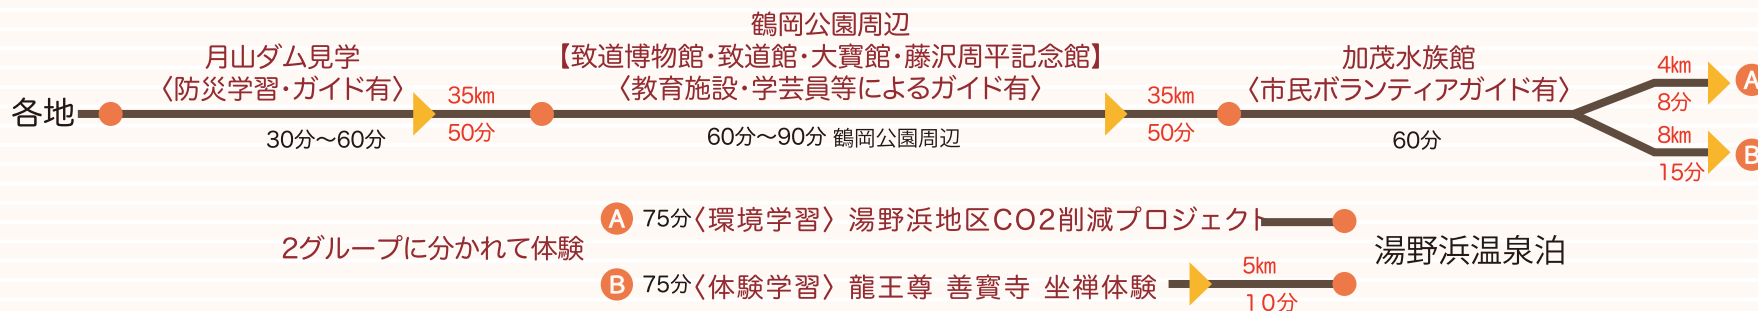 各地
月山ダム見学
〈防災学習・ガイド有〉
30分〜60分
35km
50分
鶴岡公園周辺
【致道博物館・致道館・大寶館・藤沢周平記念館】
〈教育施設・学芸員等によるガイド有〉
60分〜90分 鶴岡公園周辺
35km
50分
加茂水族館
〈市民ボランティアガイド有〉
60分
4km
8分
A
8km
15分
B
2グループに分かれて体験
A 75分〈環境学習〉湯野浜地区CO2削減プロジェクト
B 75分〈体験学習〉龍王尊 善寳寺 坐禅体験
5km
10分
湯野浜温泉泊